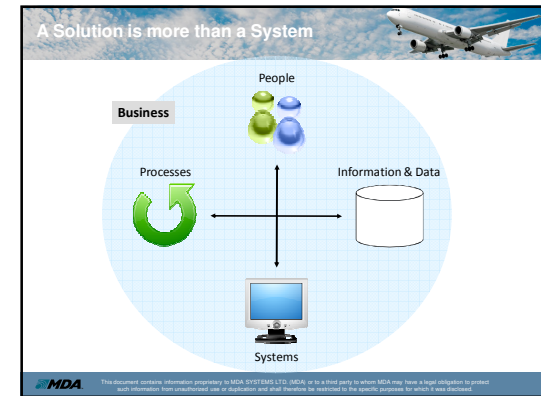 A Solution is more than a System
People
Business
Processes
Information & Data
Systems
MDA
This document contains information proprietary to MDA SYSTEMS LTD. (MDA) or to a third party to whom MDA may have a legal obligation to protect
such information from unauthorized use or duplication and shall therefore be restricted to the specific purposes for which it was disclosed.